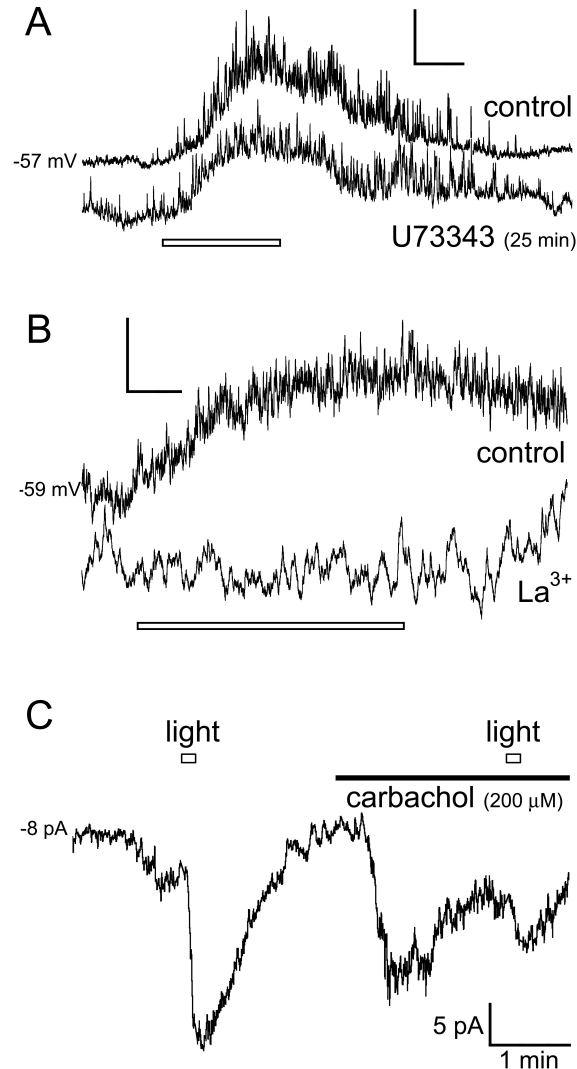 A
control
-57 mV
U73343 (25 min)
B
control
-59 mV
La3+
C
light light
carbachol (200 µM)
-8 pA
5 pA
1 min